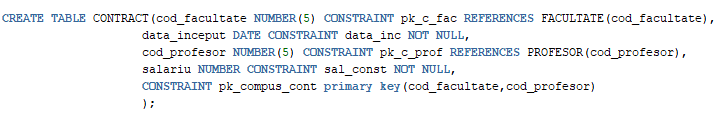 CREATE TABLE CONTRACT(cod_facultate NUMBER(5) CONSTRAINT pk_c_fac REFERENCES FACULTATE(cod_facultate),
data_inceput DATE CONSTRAINT data_inc NOT NULL,
cod_profesor NUMBER(5) CONSTRAINT pk_c_prof REFERENCES PROFESOR(cod_profesor),
salariu NUMBER CONSTRAINT sal_const NOT NULL,
CONSTRAINT pk_compus_cont primary key(cod_facultate,cod_profesor)
);